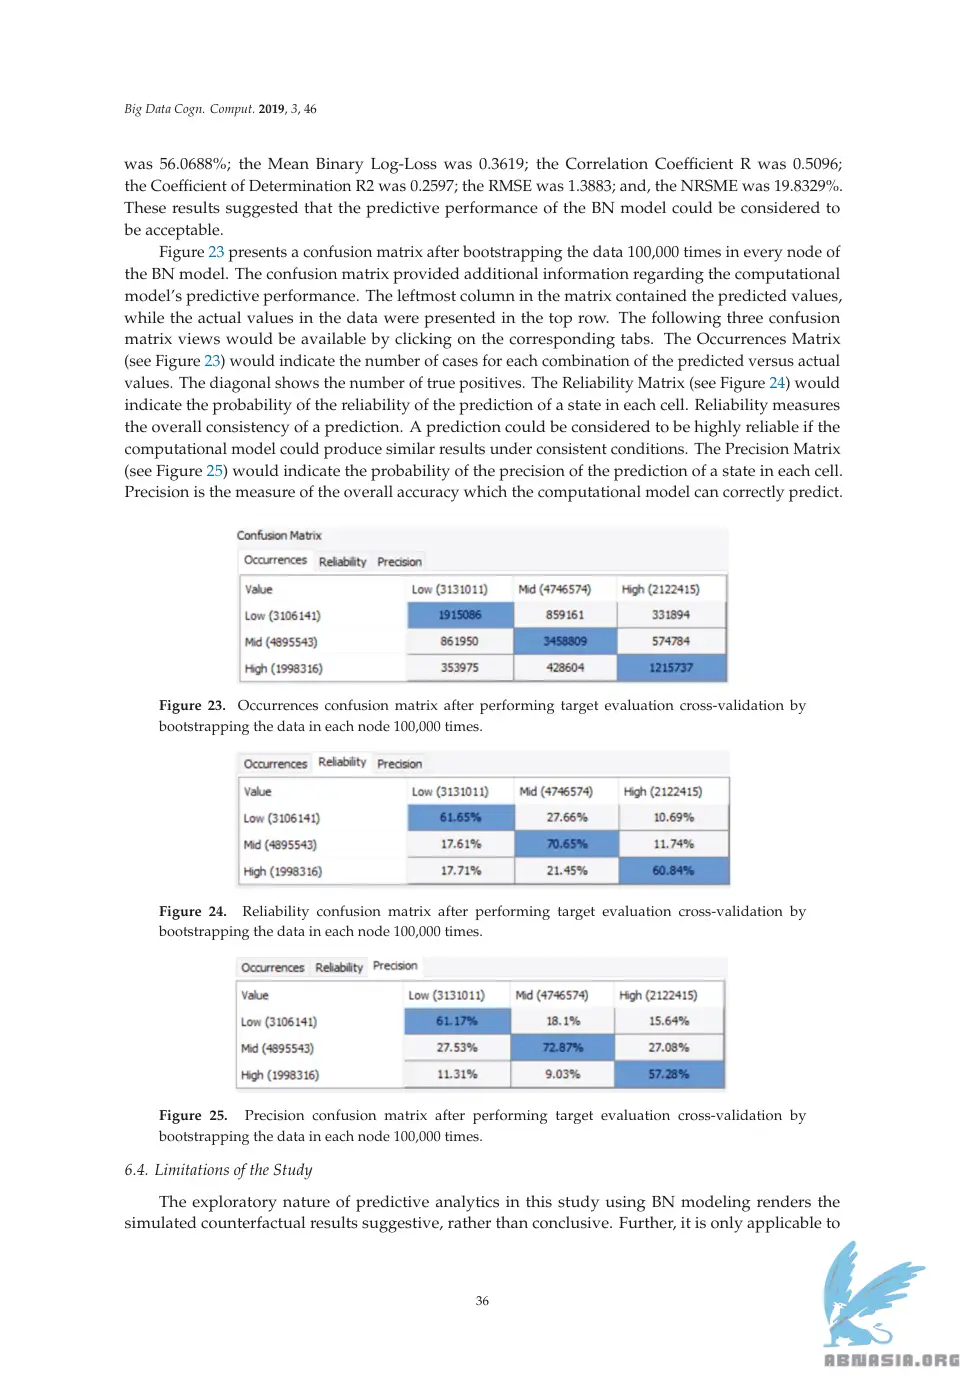 Big Data Cogn. Comput. 2019, 3, 46
was 56.0688%; the Mean Binary Log-Loss was 0.3619; the Correlation Coefficient R was 0.5096;
the Coefficient of Determination R2 was 0.2597; the RMSE was 1.3883; and, the NRSME was 19.8329%.
These results suggested that the predictive performance of the BN model could be considered to
be acceptable.
Figure 23 presents a confusion matrix after bootstrapping the data 100,000 times in every node of
the BN model. The confusion matrix provided additional information regarding the computational
model's predictive performance. The leftmost column in the matrix contained the predicted values,
while the actual values in the data were presented in the top row. The following three confusion
matrix views would be available by clicking on the corresponding tabs. The Occurrences Matrix
(see Figure 23) would indicate the number of cases for each combination of the predicted versus actual
values. The diagonal shows the number of true positives. The Reliability Matrix (see Figure 24) would
indicate the probability of the reliability of the prediction of a state in each cell. Reliability measures
the overall consistency of a prediction. A prediction could be considered to be highly reliable if the
computational model could produce similar results under consistent conditions. The Precision Matrix
(see Figure 25) would indicate the probability of the precision of the prediction of a state in each cell.
Precision is the measure of the overall accuracy which the computational model can correctly predict.
Confusion Matrix
Occurrences Reliability Precision
Value Low (3131011) Mid (4746574) High (2122415)
Low (3106141) 1915086 859161 331894
Mid (4895543) 861950 3458809 574784
High (1998316) 353975 428604 1215737
Figure 23. Occurrences confusion matrix after performing target evaluation cross-validation by
bootstrapping the data in each node 100,000 times.
Occurrences Reliability Precision
Value Low (3131011) Mid (4746574) High (2122415)
Low (3106141) 61.65% 27.66% 10.69%
Mid (4895543) 17.61% 70.65% 11.74%
High (1998316) 17.71% 21.45% 60.84%
Figure 24. Reliability confusion matrix after performing target evaluation cross-validation by
bootstrapping the data in each node 100,000 times.
Occurrences Reliability Precision
Value Low (3131011) Mid (4746574) High (2122415)
Low (3106141) 61.17% 18.1% 15.64%
Mid (4895543) 27.53% 72.87% 27.08%
High (1998316) 11.31% 9.03% 57.28%
Figure 25. Precision confusion matrix after performing target evaluation cross-validation by
bootstrapping the data in each node 100,000 times.
6.4. Limitations of the Study
The exploratory nature of predictive analytics in this study using BN modeling renders the
simulated counterfactual results suggestive, rather than conclusive. Further, it is only applicable to
36
ABNASIA.ORG